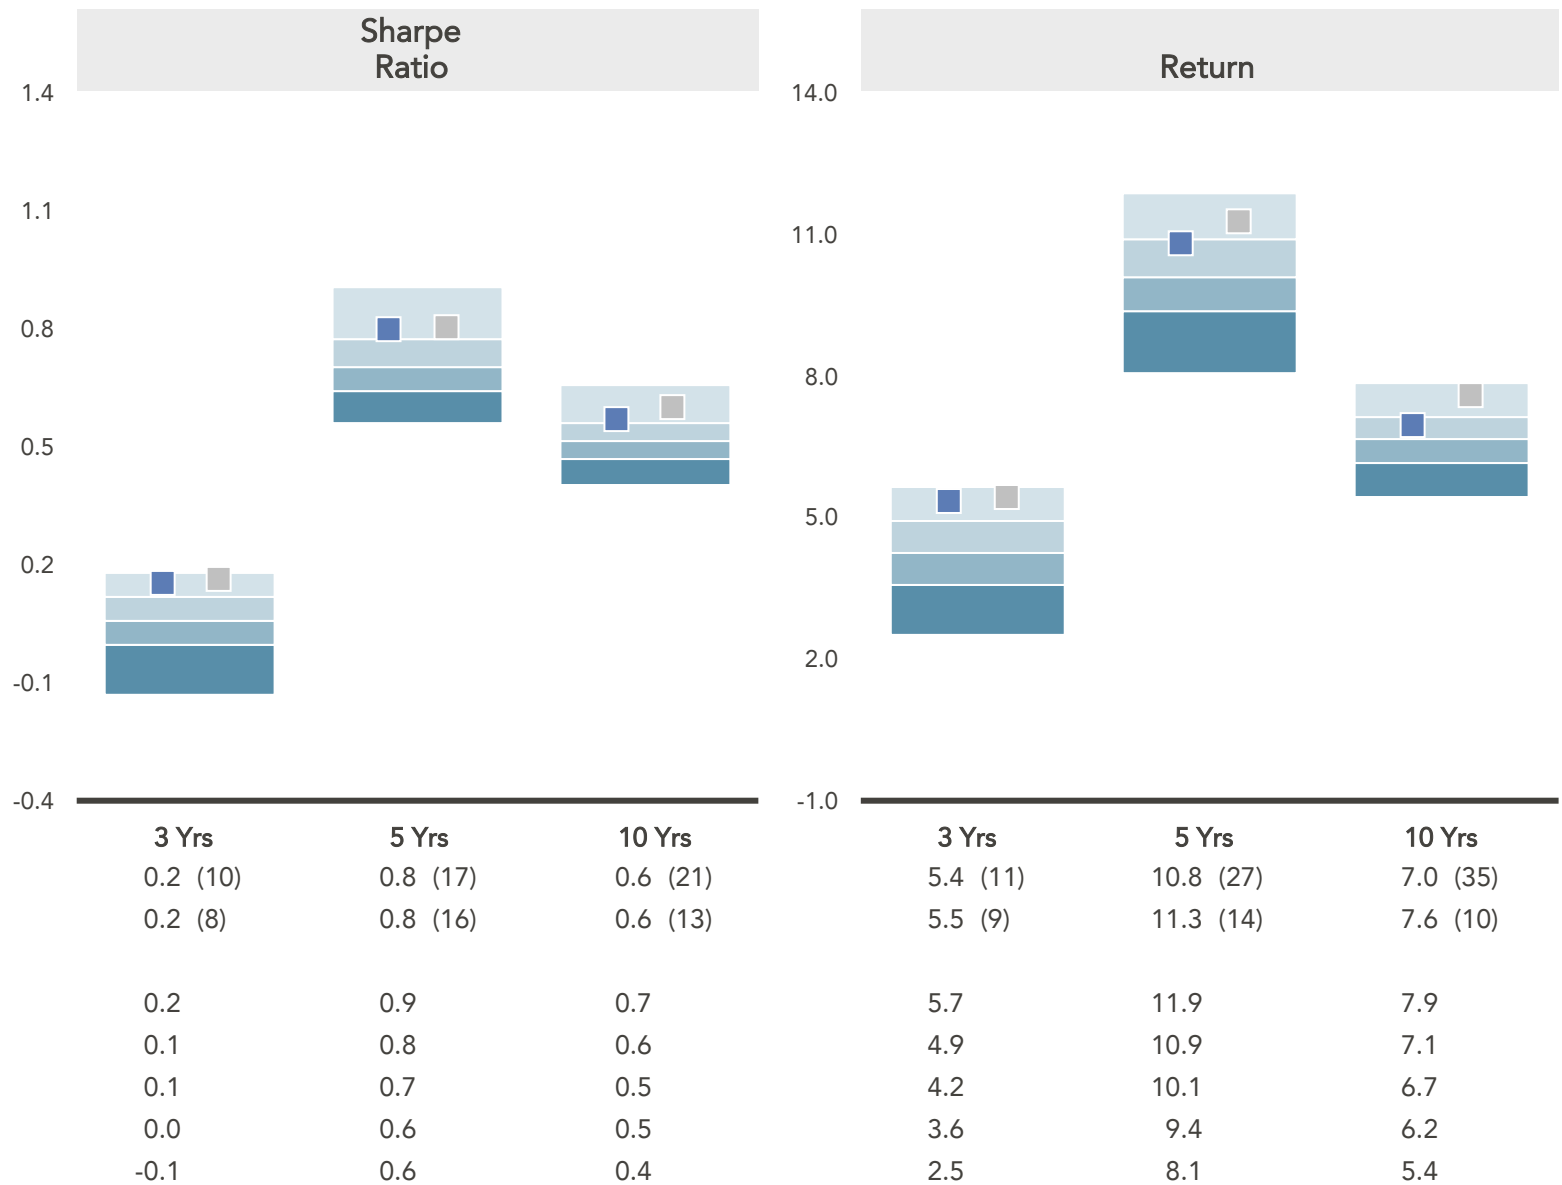 Sharpe
Ratio
1.4
1.1
0.8
0.5
0.2
-0.1
-0.4
3 Yrs 5 Yrs 10 Yrs
0.2 (10) 0.8 (17) 0.6 (21)
0.2 (8) 0.8 (16) 0.6 (13)
0.2 0.9 0.7
0.1 0.8 0.6
0.1 0.7 0.5
0.0 0.6 0.5
-0.1 0.6 0.4
Return
14.0
11.0
8.0
5.0
2.0
-1.0
3 Yrs 5 Yrs 10 Yrs
5.4 (11) 10.8 (27) 7.0 (35)
5.5 (9) 11.3 (14) 7.6 (10)
5.7 11.9 7.9
4.9 10.9 7.1
4.2 10.1 6.7
3.6 9.4 6.2
2.5 8.1 5.4